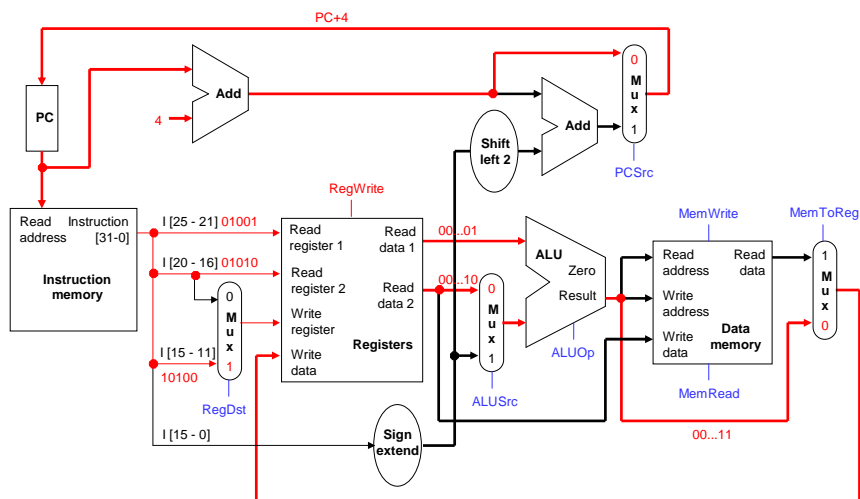 PC+4
PC
4
Add
Shift
left 2
Add
0
M
u
x
1
PCSrc
Read
address
Instruction
[31-0]
Instruction
memory
I [25 - 21] 01001
I [20 - 16] 01010
I [15 - 11]
10100
I [15 - 0]
0
M
u
x
1
RegDst
RegWrite
Read
register 1
Read
register 2
Write
register
Write
data
Read
data 1
Read
data 2
Registers
Sign
extend
00...01
00...10
0
M
u
x
1
ALUSrc
ALU
Zero
Result
ALUOp
MemWrite
Read
address
Write
address
Write
data
Read
data
Data
memory
MemRead
00...11
MemToReg
1
M
u
x
0